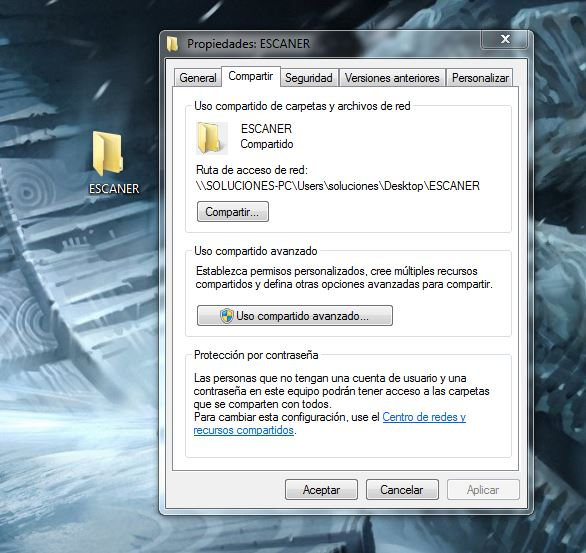 Propiedades: ESCANER
X
General
Compartir
Seguridad
Versiones anteriores
Personalizar
Uso compartido de carpetas y archivos de red
ESCANER
Compartido
Ruta de acceso de red:
\\SOLUCIONES-PC\Users\soluciones\Desktop\ESCANER
Compartir...
ESCANER
Uso compartido avanzado
Establezca permisos personalizados, cree múltiples recursos
compartidos y defina otras opciones avanzadas para compartir.
Uso compartido avanzado...
Protección por contraseña
Las personas que no tengan una cuenta de usuario y una
contraseña en este equipo podrán tener acceso a las carpetas
que se comparten con todos.
Para cambiar esta configuración, use el Centro de redes y
recursos compartidos.
Aceptar
Cancelar
Aplicar